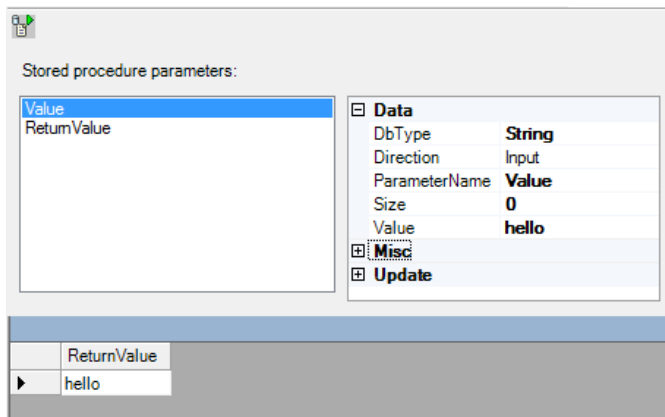 Stored procedure parameters:
Value
ReturnValue
Data
DbType String
Direction Input
ParameterName Value
Size 0
Value hello
Misc
Update
ReturnValue
hello